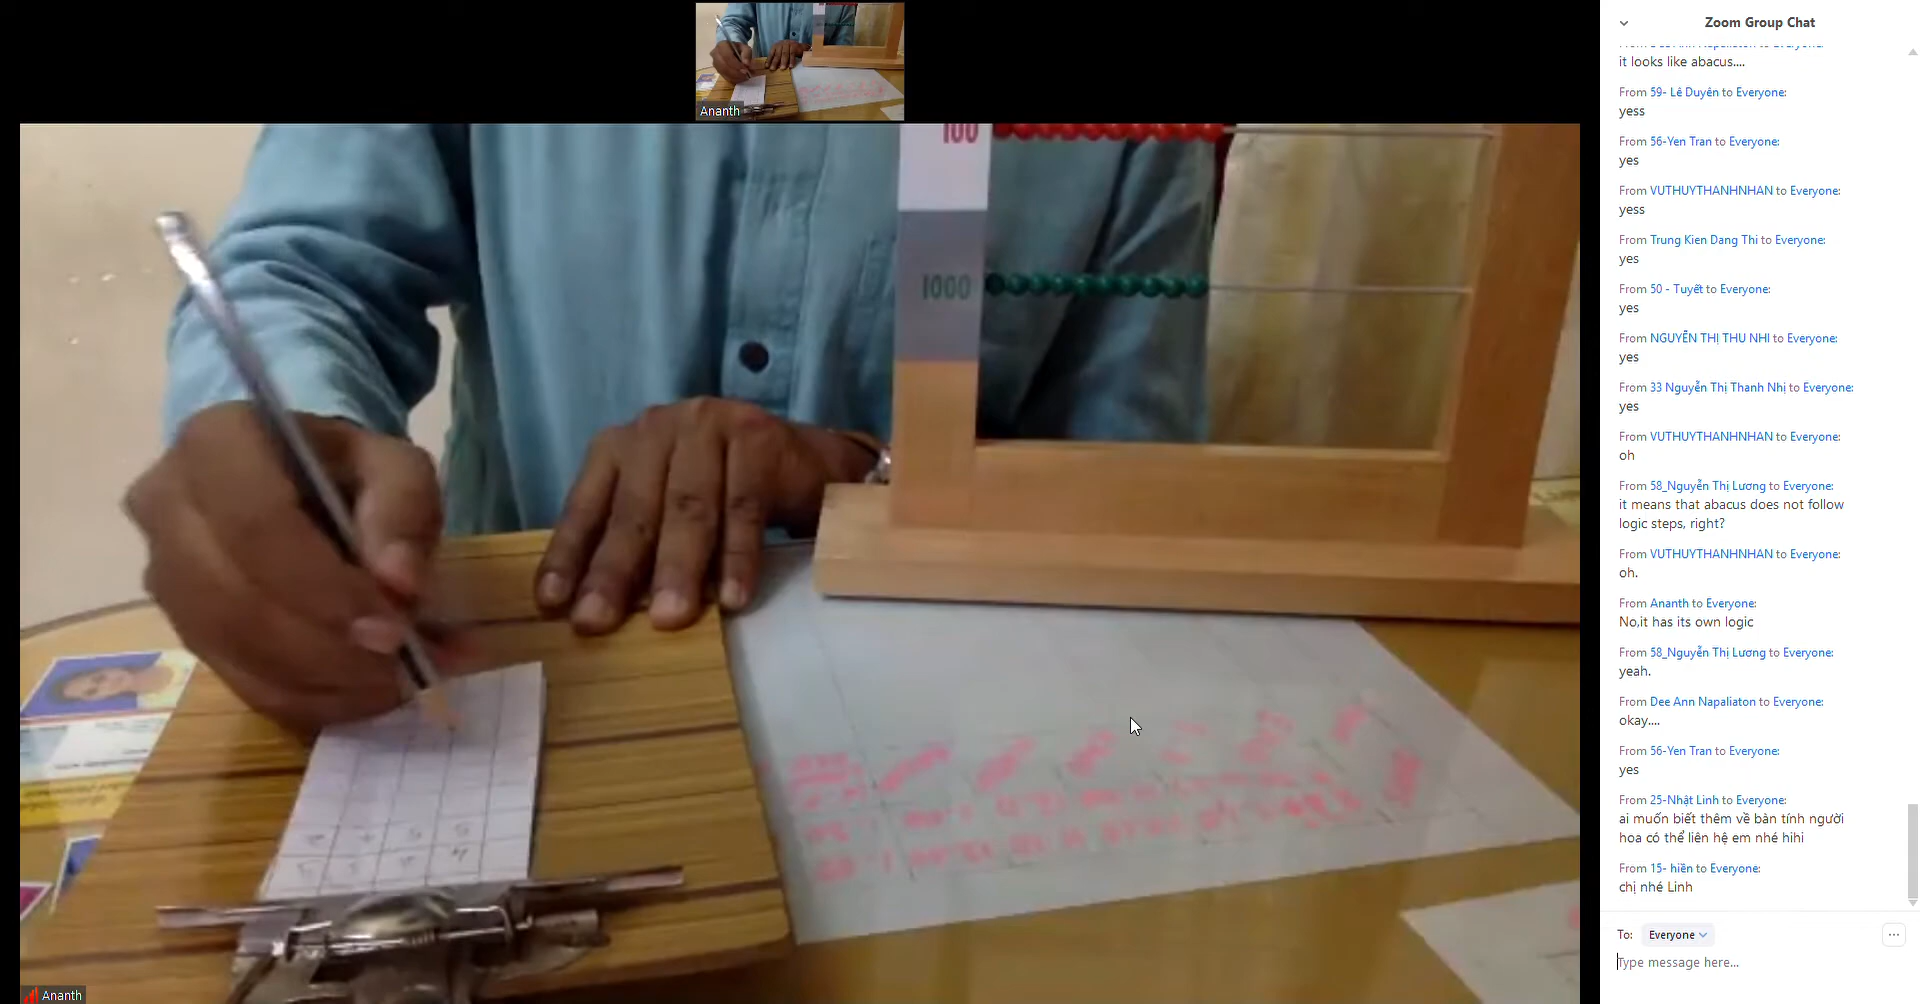 Ananth
100
1000
Ananth
Zoom Group Chat
it looks like abacus....
From 59- Lê Duyên to Everyone:
yess
From 56-Yen Tran to Everyone:
yes
From VUTHUYTHANHNHAN to Everyone:
yess
From Trung Kien Dang Thi to Everyone:
yes
From 50 - Tuyết to Everyone:
yes
From NGUYỄN THỊ THU NHI to Everyone:
yes
From 33 Nguyễn Thị Thanh Nhị to Everyone:
yes
From VUTHUYTHANHNHAN to Everyone:
oh
From 58_Nguyễn Thị Lương to Everyone:
it means that abacus does not follow
logic steps, right?
From VUTHUYTHANHNHAN to Everyone:
oh.
From Ananth to Everyone:
No,it has its own logic
From 58_Nguyễn Thị Lương to Everyone:
yeah.
From Dee Ann Napaliaton to Everyone:
okay....
From 56-Yen Tran to Everyone:
yes
From 25-Nhật Linh to Everyone:
ai muốn biết thêm về bàn tính người
hoa có thể liên hệ em nhé hihi
From 15- hiền to Everyone:
chị nhé Linh
To: Everyone
Type message here...